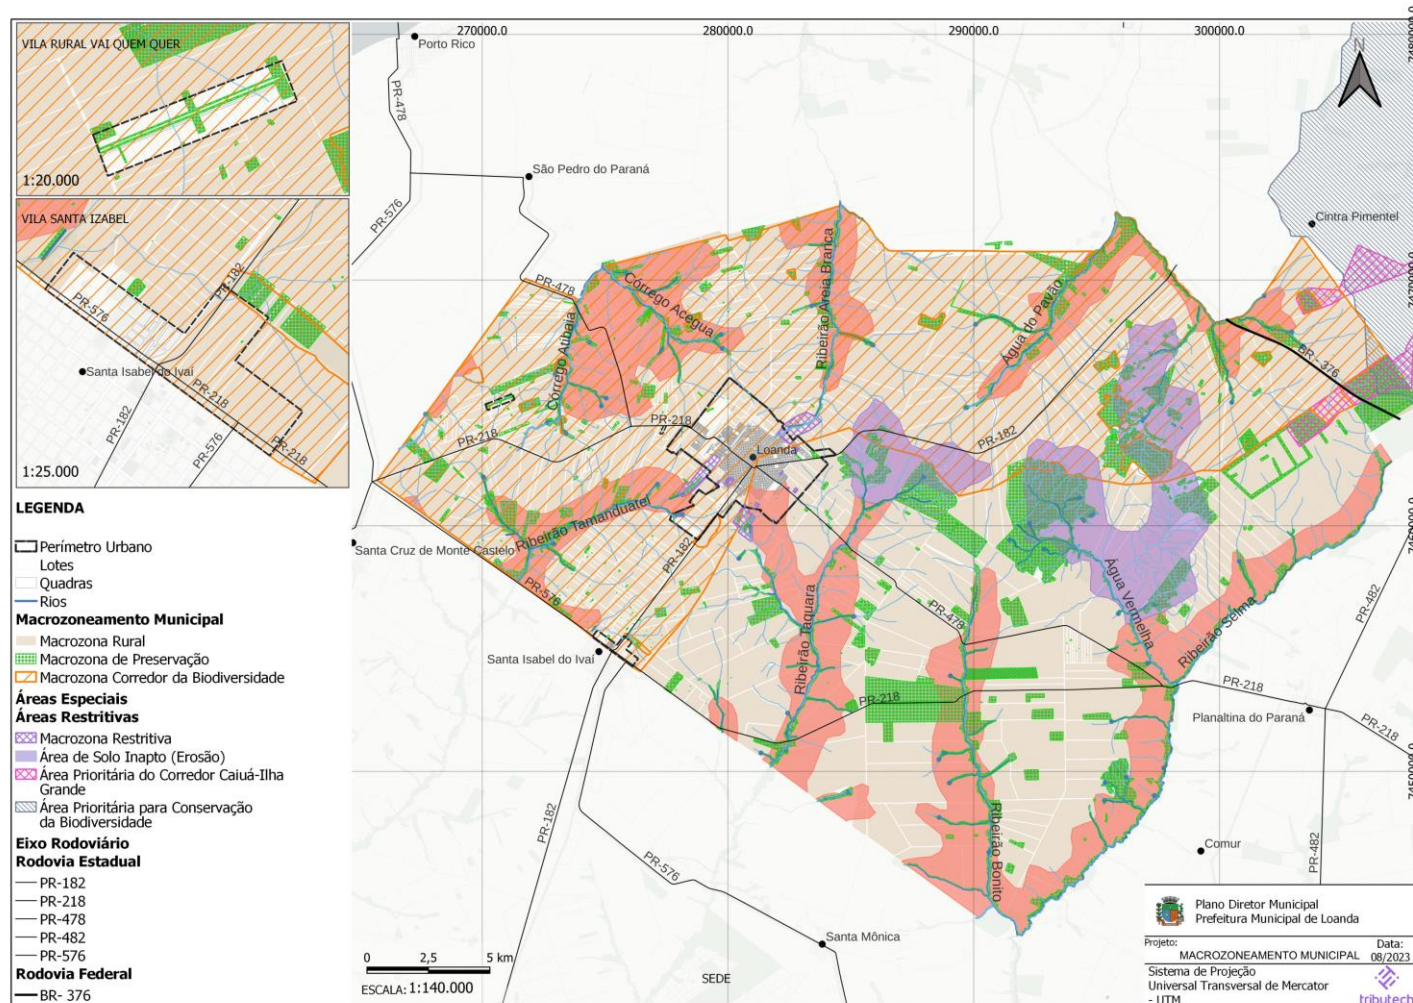 VILA RURAL VAI QUEM QUER
1:20.000
VILA SANTA IZABEL
PR-182
PR-576
Santa Isabel do Ivaí
PR-218
PR-182
PR-576
PR-218
1:25.000
LEGENDA
Perímetro Urbano
Lotes
Quadras
Rios
Macrozoneamento Municipal
Macrozona Rural
Macrozona de Preservação
Macrozona Corredor da Biodiversidade
Áreas Especiais
Áreas Restritivas
Macrozona Restritiva
Área de Solo Inapto (Erosão)
Área Prioritária do Corredor Caiuá-Ilha
Grande
Área Prioritária para Conservação
da Biodiversidade
Eixo Rodoviário
Rodovia Estadual
PR-182
PR-218
PR-478
PR-482
PR-576
Rodovia Federal
BR- 376
270000.0
280000.0
290000.0
300000.0
7480000.0
7470000.0
7460000.0
7450000.0
N
Porto Rico
PR-478
São Pedro do Paraná
PR-576
Cintra Pimentel
PR-478
Córrego Acegua
Ribeirão Areia Branca
Água do Pavão
Córrego Atibaia
BR - 376
PR-218
PR-218
PR-182
Loanda
Ribeirão Tamanduateí
Santa Cruz de Monte Castelo
PR-182
PR-576
Água Vermelha
PR-482
PR-478
Ribeirão Selma
Ribeirão Taquara
Santa Isabel do Ivaí
PR-218
PR-218
Planaltina do Paraná
PR-218
PR-182
Ribeirão Bonito
PR-482
Comur
PR-576
Santa Mônica
SEDE
0 2,5 5 km
ESCALA: 1:140.000
Plano Diretor Municipal
Prefeitura Municipal de Loanda
Projeto:
MACROZONEAMENTO MUNICIPAL
Data:
08/2023
Sistema de Projeção
Universal Transversal de Mercator
- UTM
tributech